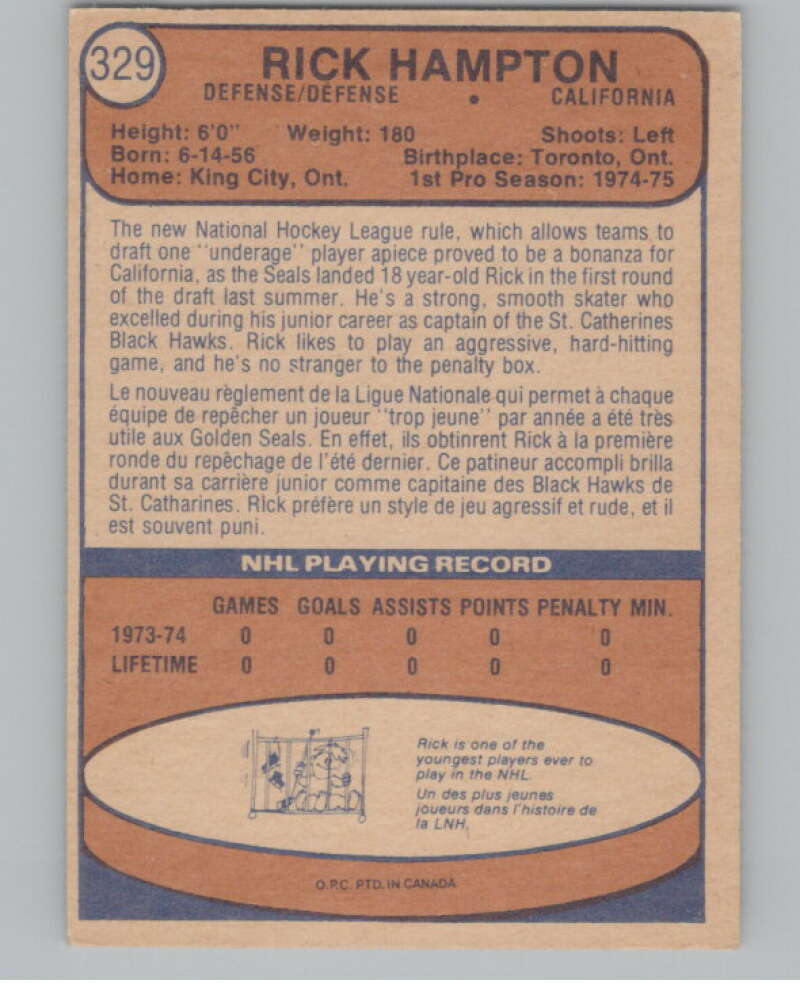 329
RICK HAMPTON
DEFENSE/DÉFENSE • CALIFORNIA
Height: 6'0" Weight: 180 Shoots: Left
Born: 6-14-56 Birthplace: Toronto, Ont.
Home: King City, Ont. 1st Pro Season: 1974-75
The new National Hockey League rule, which allows teams to
draft one "underage" player apiece proved to be a bonanza for
California, as the Seals landed 18 year-old Rick in the first round
of the draft last summer. He's a strong, smooth skater who
excelled during his junior career as captain of the St. Catherines
Black Hawks. Rick likes to play an aggressive, hard-hitting
game, and he's no stranger to the penalty box.
Le nouveau règlement de la Ligue Nationale qui permet à chaque
équipe de repêcher un joueur "trop jeune" par année a été très
utile aux Golden Seals. En effet, ils obtinrent Rick à la première
ronde du repêchage de l'été dernier. Ce patineur accompli brilla
durant sa carrière junior comme capitaine des Black Hawks de
St. Catharines. Rick préfère un style de jeu agressif et rude, et il
est souvent puni.
NHL PLAYING RECORD
GAMES GOALS ASSISTS POINTS PENALTY MIN.
1973-74 0 0 0 0 0
LIFETIME 0 0 0 0 0
Rick is one of the
youngest players ever to
play in the NHL.
Un des plus jeunes
joueurs dans l'histoire de
la LNH.
O.P.C. PTD. IN CANADA